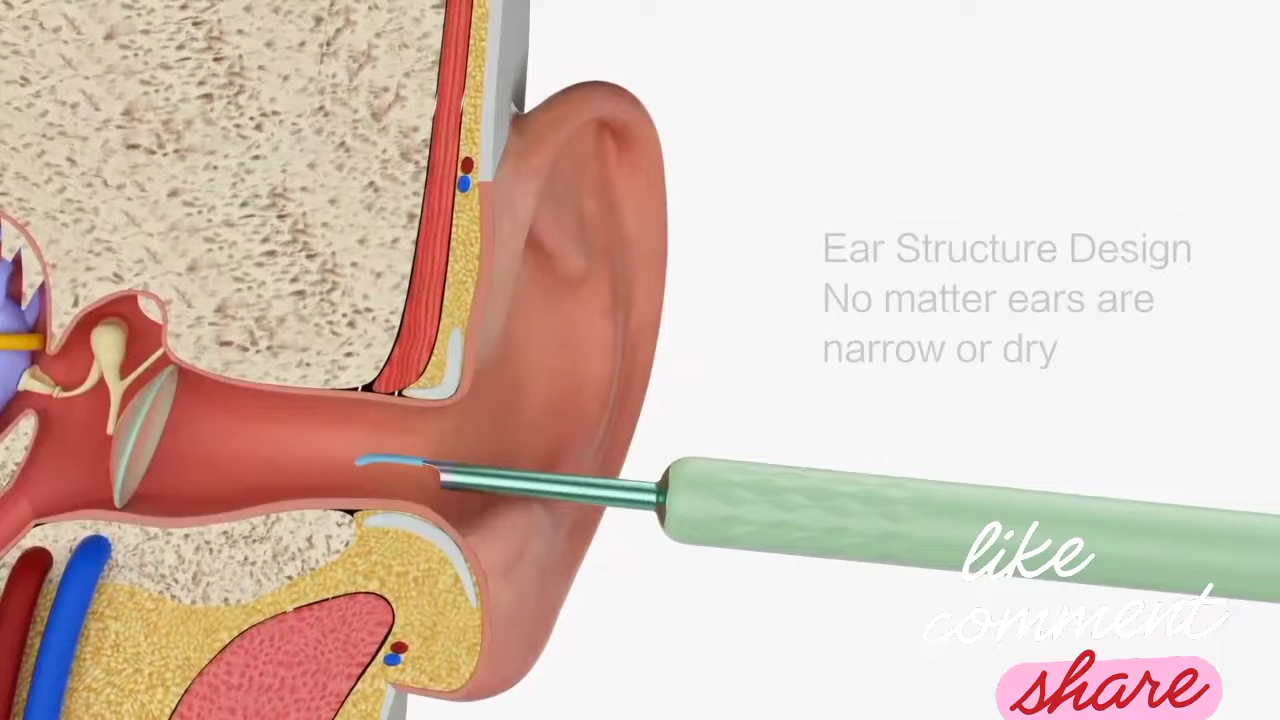 Ear Structure Design
No matter ears are
narrow or dry
like
comment
share